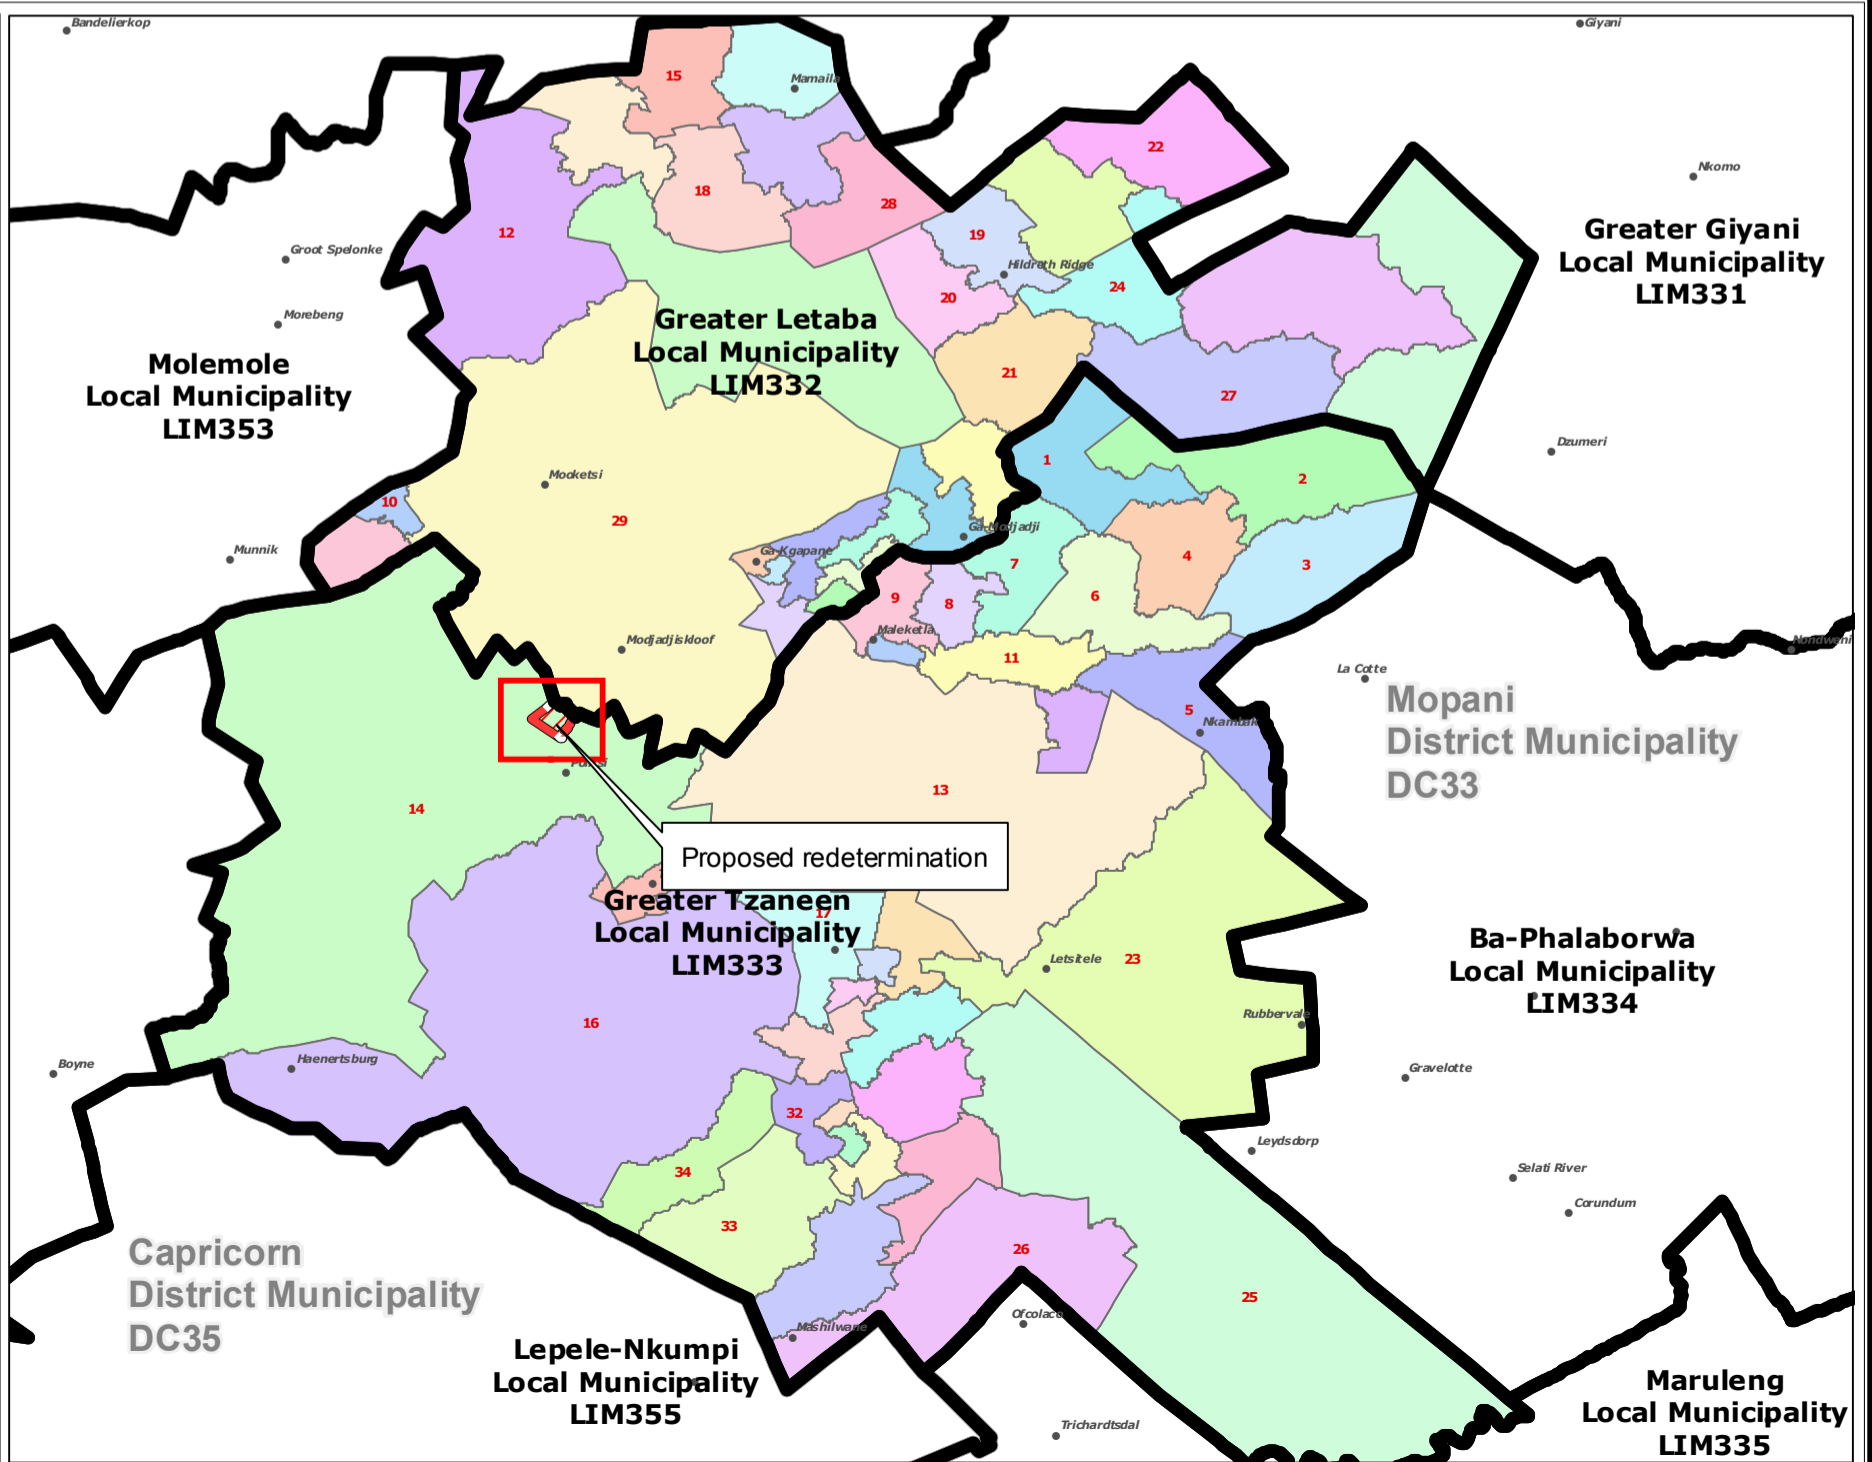 Bandelierkop
Giyani
15
Mamaila
22
Nkomo
18
28
12
19
Groot Spelonke
Hildreth Ridge
Greater Giyani
Local Municipality
LIM331
24
20
Morebeng
Greater Letaba
Local Municipality
LIM332
Molemole
Local Municipality
LIM353
21
27
Dzumeri
1
2
Mooketsi
10
29
Ga-Modjadji
Munnik
Ga-Kgapane
4
7
3
9
8
6
Maleketla
Modjadjiskloof
11
Nondweni
La Cotte
Mopani
District Municipality
DC33
5
Nkambak
13
14
Proposed redetermination
Greater Tzaneen
Local Municipality
LIM333
17
Letsitele
23
Ba-Phalaborwa
Local Municipality
LIM334
16
Rubbervale
Haenertsburg
Boyne
Gravelotte
32
Leydsdorp
34
Selati River
Corundum
33
26
Capricorn
District Municipality
DC35
25
Ofcolaco
Mashilwane
Lepele-Nkumpi
Local Municipality
LIM355
Maruleng
Local Municipality
LIM335
Trichardtsdal